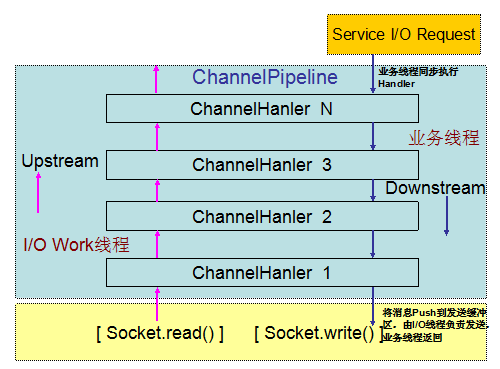 Service I/O Request
ChannelPipeline
业务线程同步执行
Handler
ChannelHanler N
业务线程
Upstream
ChannelHanler 3
Downstream
ChannelHanler 2
I/O Work线程
ChannelHanler 1
将消息Push到发送缓冲
区，由I/O线程负责发送，
业务线程返回
[ Socket.read() ]
[ Socket.write() ]